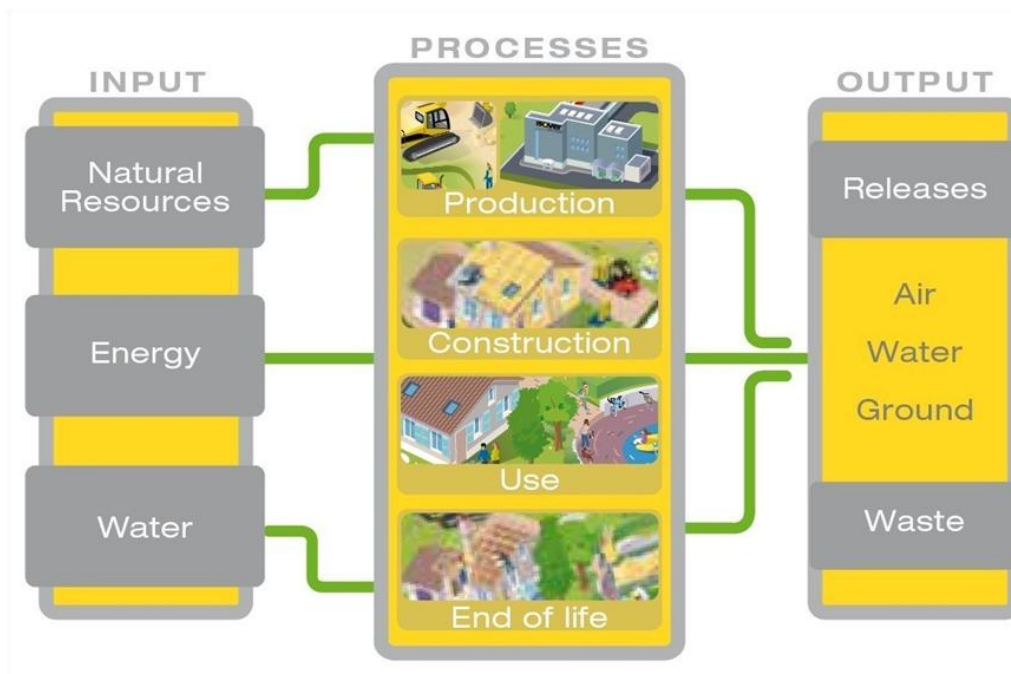 INPUT
Natural
Resources
Energy
Water
PROCESSES
Production
Construction
Use
End of life
OUTPUT
Releases
Air
Water
Ground
Waste